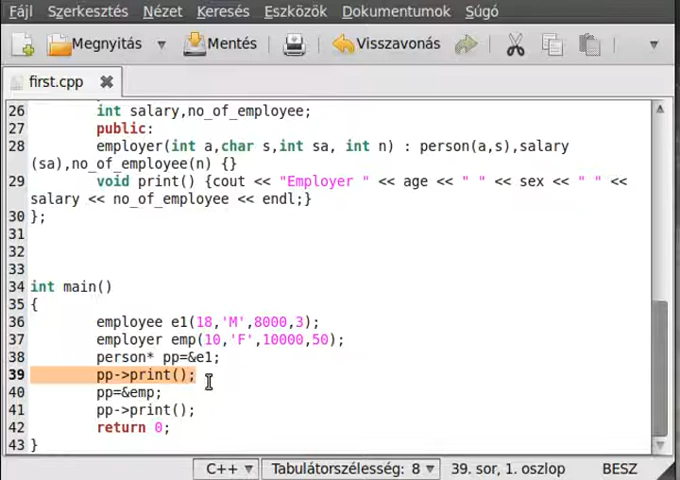 Fájl Szerkesztés Nézet Keresés Eszközök Dokumentumok Súgó
Megnyitás Mentés Visszavonás
first.cpp
26 int salary,no_of_employee;
27 public:
28 employer(int a,char s,int sa, int n) : person(a,s),salary
(sa),no_of_employee(n) {}
29 void print() {cout << "Employer " << age << " " << sex << " " <<
salary << no_of_employee << endl;}
30 };
31
32
33
34 int main()
35 {
36 employee e1(18,'M',8000,3);
37 employer emp(10,'F',10000,50);
38 person* pp=&e1;
39 pp->print();
40 pp=&emp;
41 pp->print();
42 return 0;
43 }
C++ Tabulátorszélesség: 8 39. sor, 1. oszlop BESZ